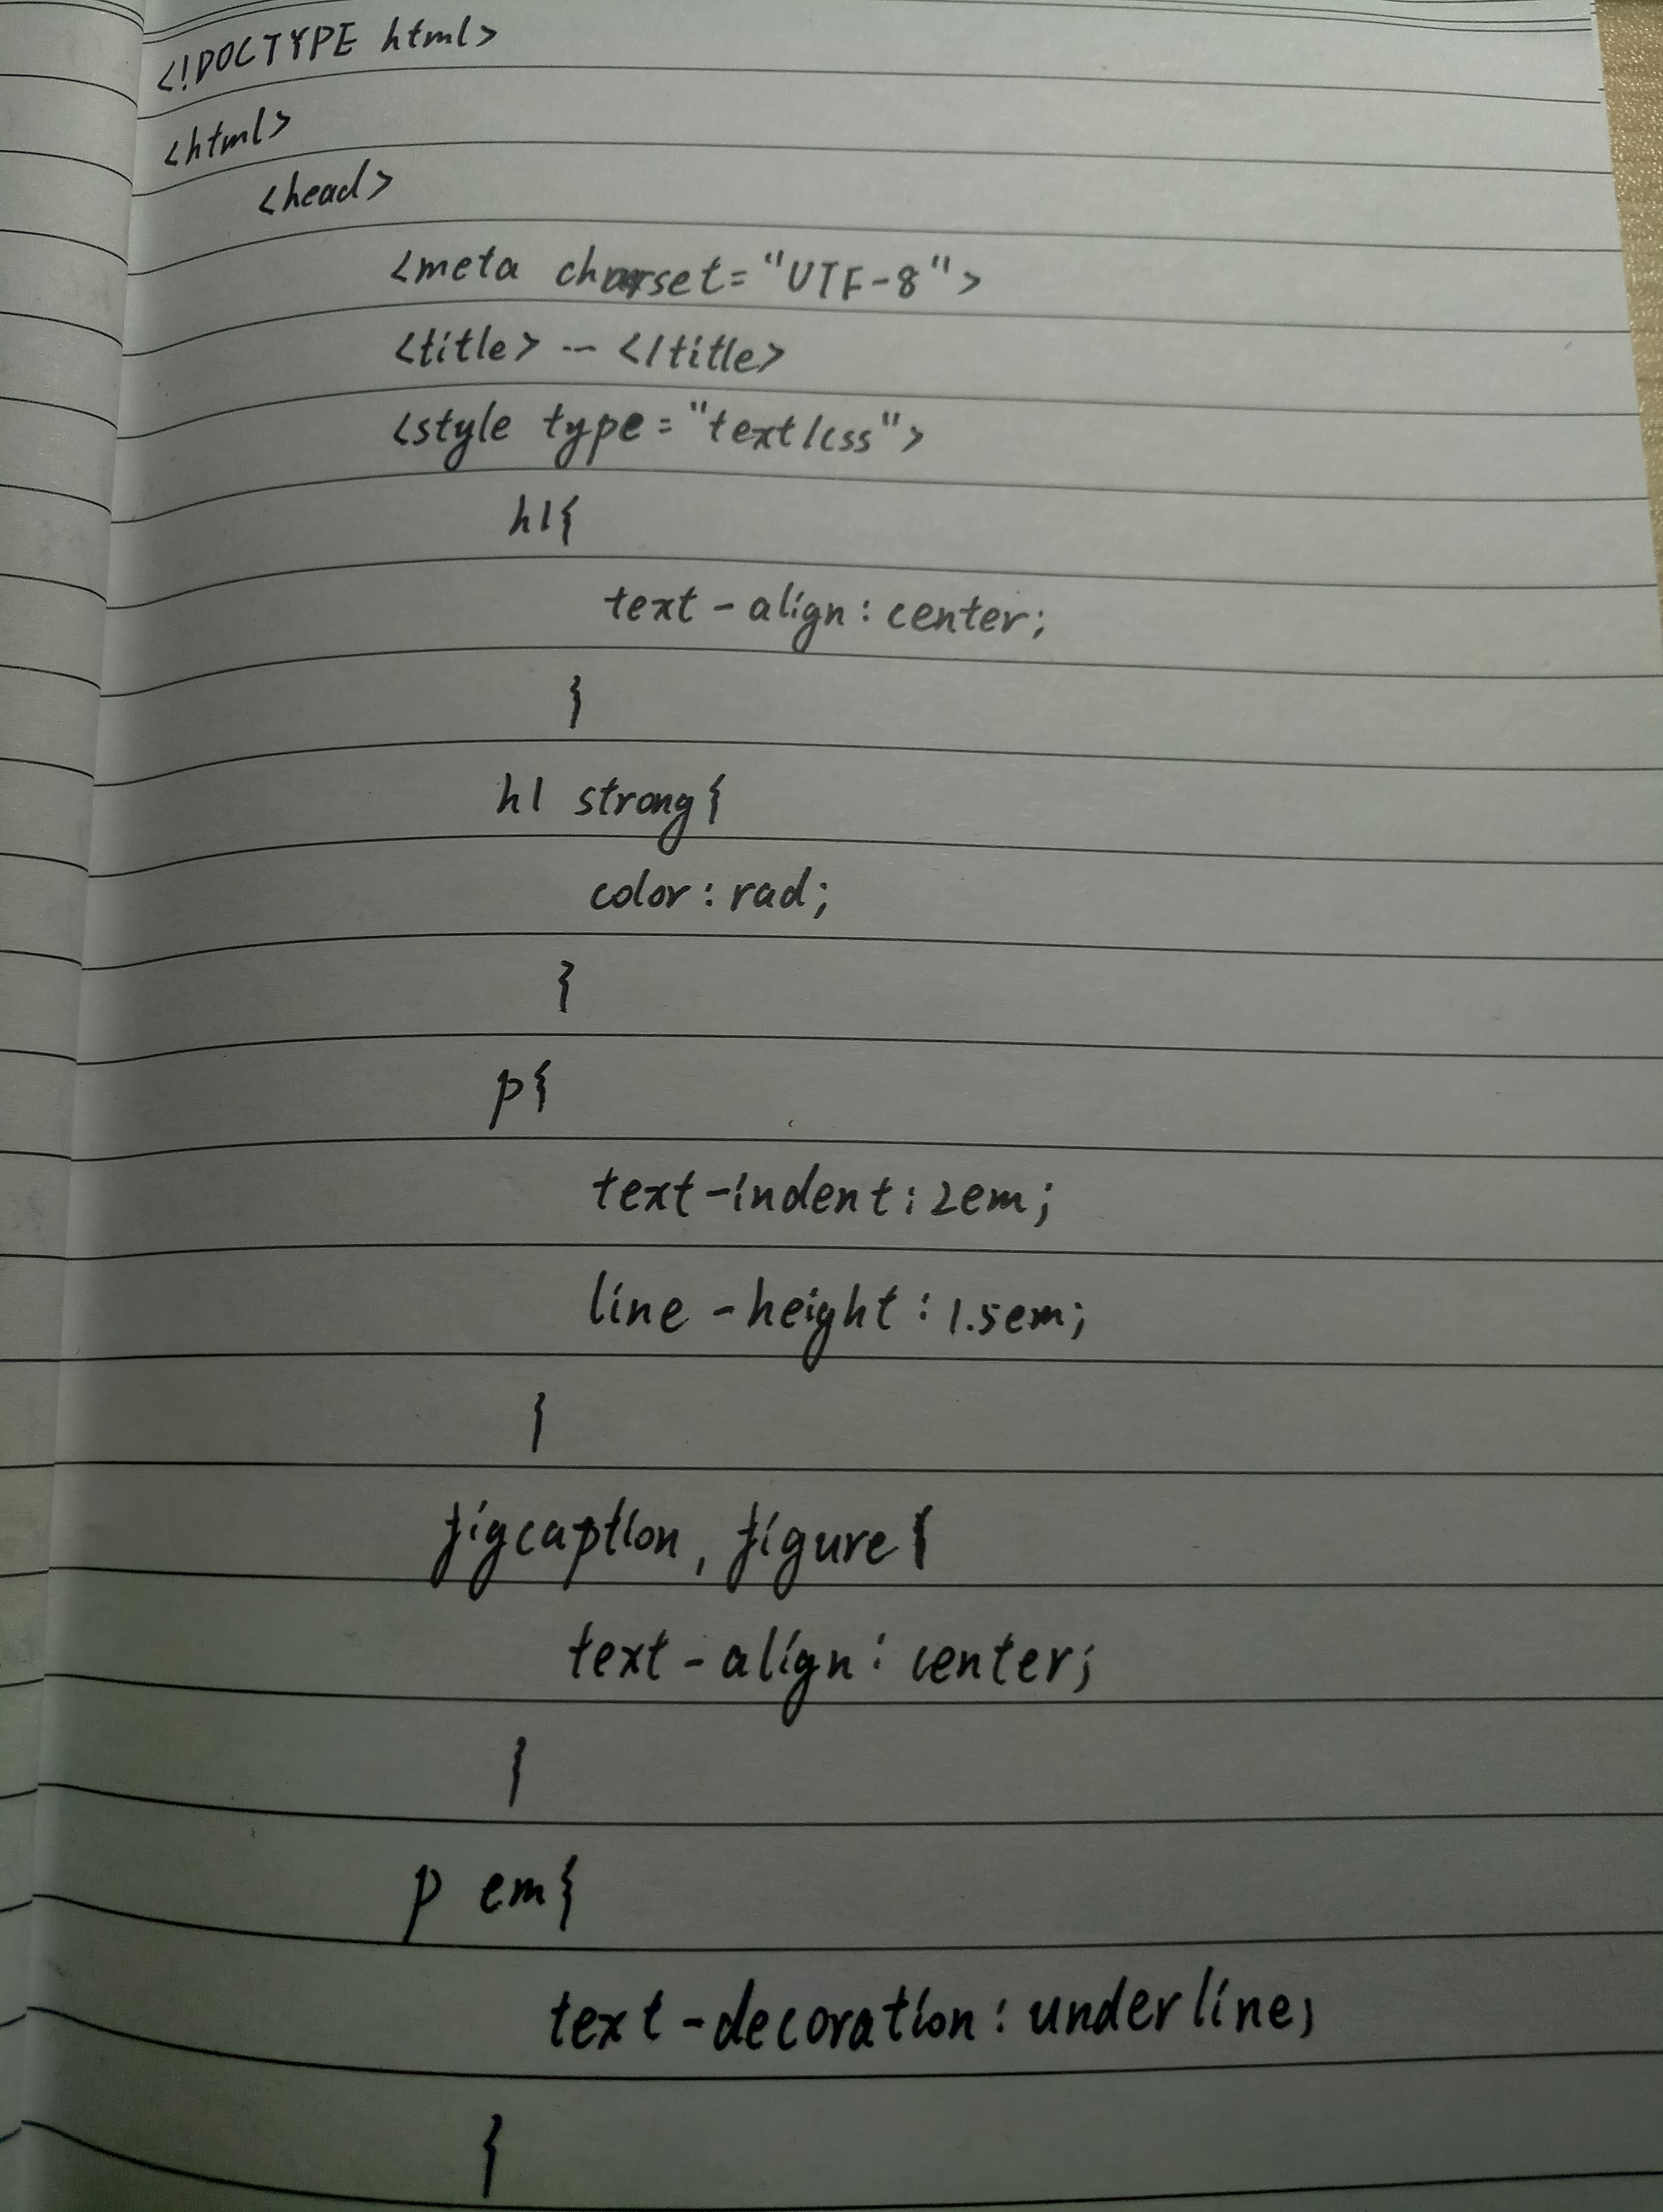 <!DOCTYPE html>
<html>
<head>
<meta charset="UTF-8">
<title> … </title>
<style type="text/css">
h1{
text-align:center;
}
h1 strong{
color:rad;
}
p{
text-indent:2em;
line-height:1.5em;
}
figcaption, figure{
text-align:center;
}
p em{
text-decoration:underline;
}